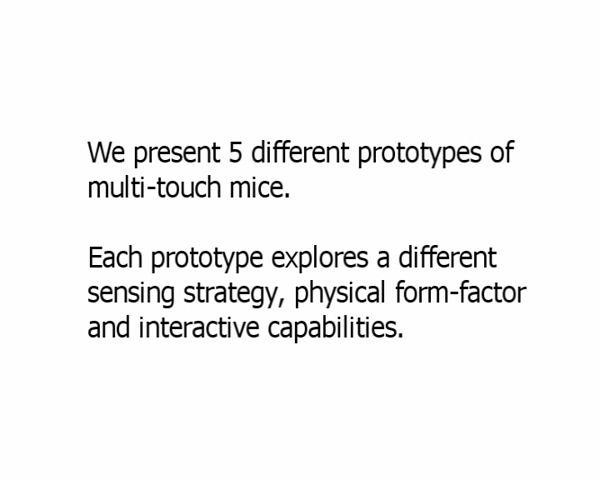 We present 5 different prototypes of
multi-touch mice.
Each prototype explores a different
sensing strategy, physical form-factor
and interactive capabilities.